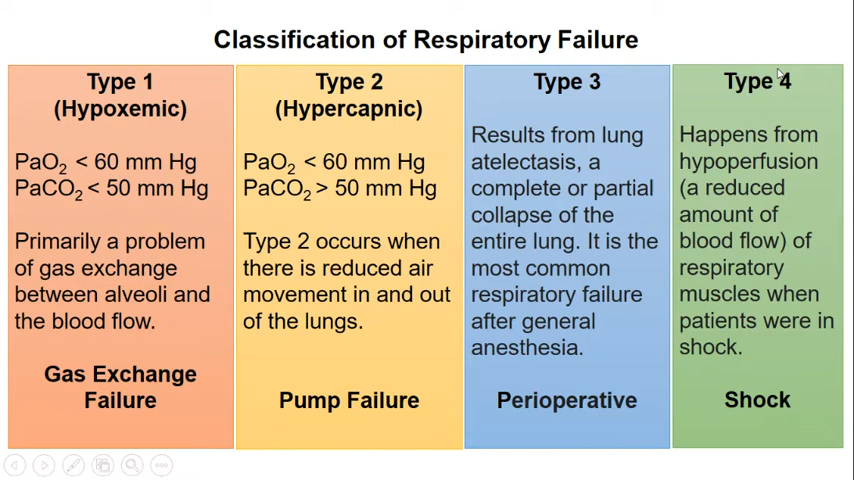 Classification of Respiratory Failure
Type 1
(Hypoxemic)
PaO₂ < 60 mm Hg
PaCO₂ < 50 mm Hg
Primarily a problem
of gas exchange
between alveoli and
the blood flow.
Gas Exchange
Failure
Type 2
(Hypercapnic)
PaO₂ < 60 mm Hg
PaCO₂ > 50 mm Hg
Type 2 occurs when
there is reduced air
movement in and out
of the lungs.
Pump Failure
Type 3
Results from lung
atelectasis, a
complete or partial
collapse of the
entire lung. It is the
most common
respiratory failure
after general
anesthesia.
Perioperative
Type 4
Happens from
hypoperfusion
(a reduced
amount of
blood flow) of
respiratory
muscles when
patients were in
shock.
Shock